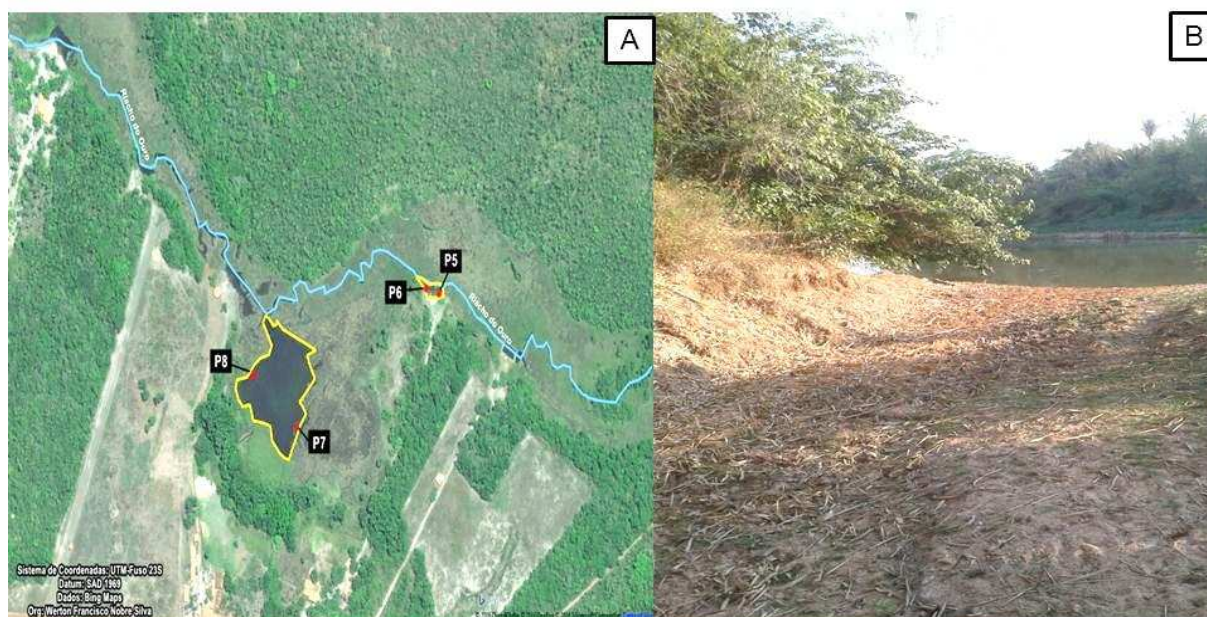 A
B
Riacho do Ouro
P5
P6
Riacho do Ouro
P8
P7
Sistema de Coordenadas: UTM-Fuso 23S
Datum: SAD 1969
Dados: Bing Maps
Org: Werton Francisco Nobre Silva